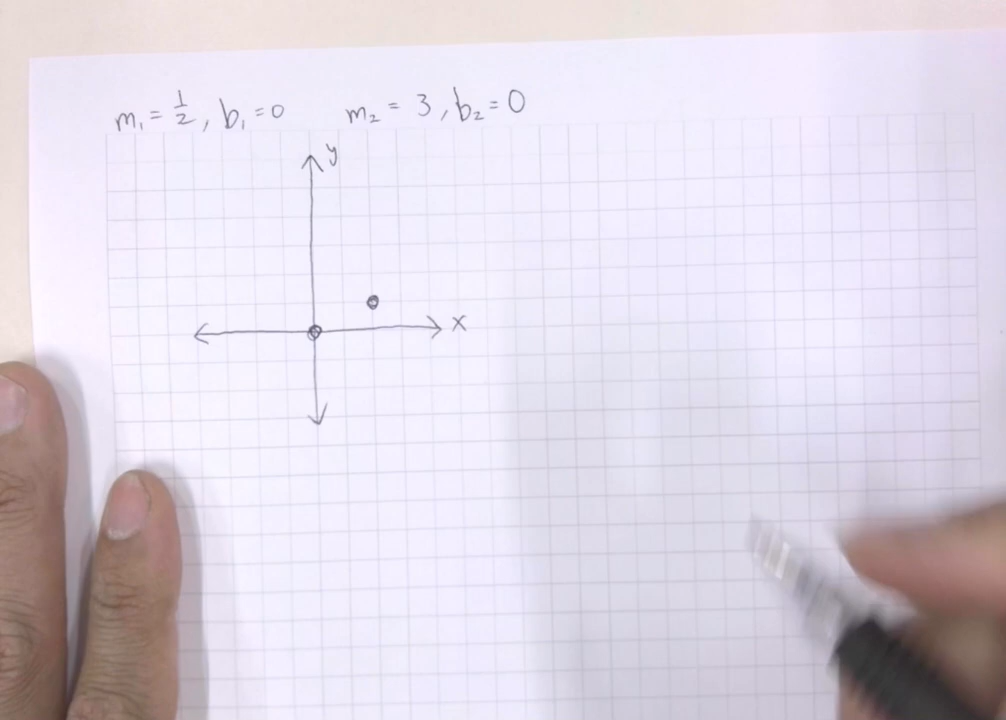 m₁ = 1/2, b₁ = 0 m₂ = 3, b₂ = 0
y
x